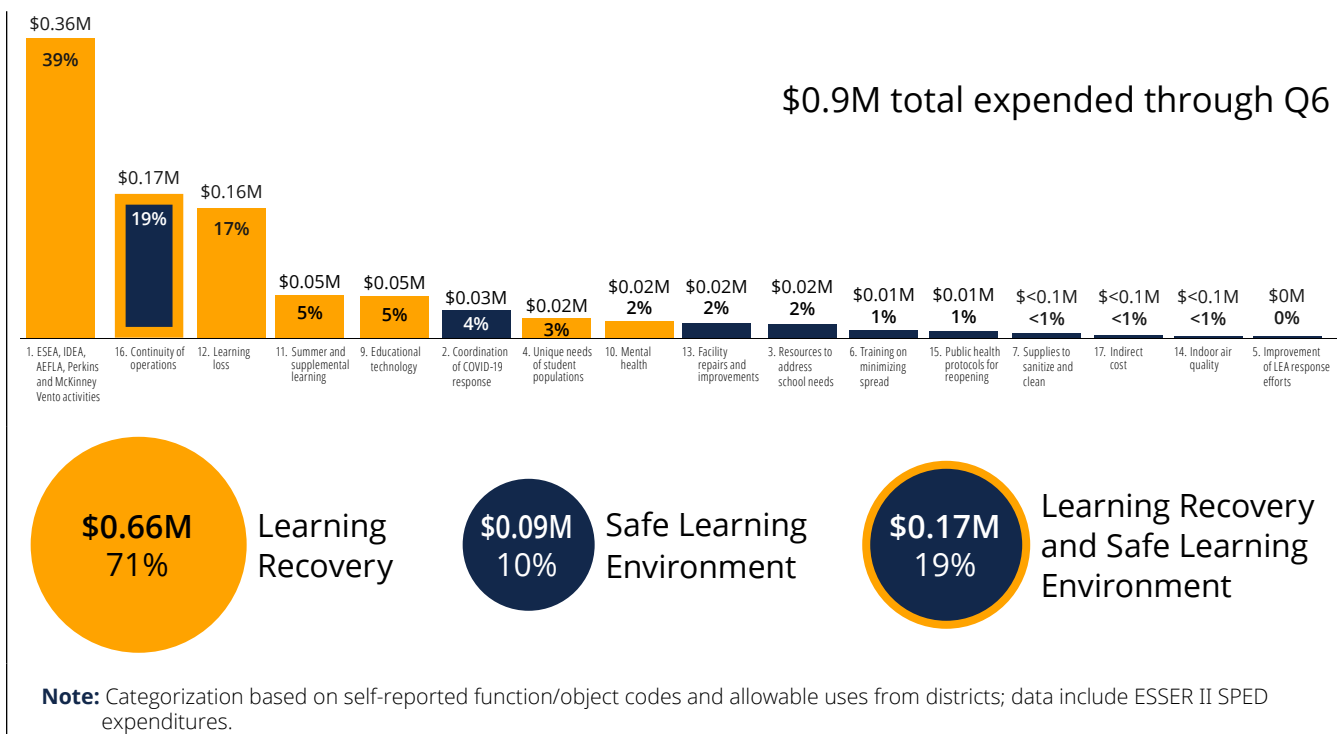 $0.36M
39%
$0.9M total expended through Q6
$0.17M
19%
$0.16M
17%
$0.05M
5%
$0.05M
5%
$0.03M
4%
$0.02M
3%
$0.02M
2%
$0.02M
2%
$0.02M
2%
$0.01M
1%
$0.01M
1%
$<0.1M
<1%
$<0.1M
<1%
$<0.1M
<1%
$0M
0%
1. ESEA, IDEA,
AEFLA, Perkins
and McKinney
Vento activities
16. Continuity of
operations
12. Learning
loss
11. Summer and
supplemental
learning
9. Educational
technology
2. Coordination
of COVID-19
response
4. Unique needs
of student
populations
10. Mental
health
13. Facility
repairs and
improvements
3. Resources to
address
school needs
6. Training on
minimizing
spread
15. Public health
protocols for
reopening
7. Supplies to
sanitize and
clean
17. Indirect
cost
14. Indoor air
quality
5. Improvement
of LEA response
efforts
$0.66M
71%
Learning
Recovery
$0.09M
10%
Safe Learning
Environment
$0.17M
19%
Learning Recovery
and Safe Learning
Environment
Note: Categorization based on self-reported function/object codes and allowable uses from districts; data include ESSER II SPED
expenditures.